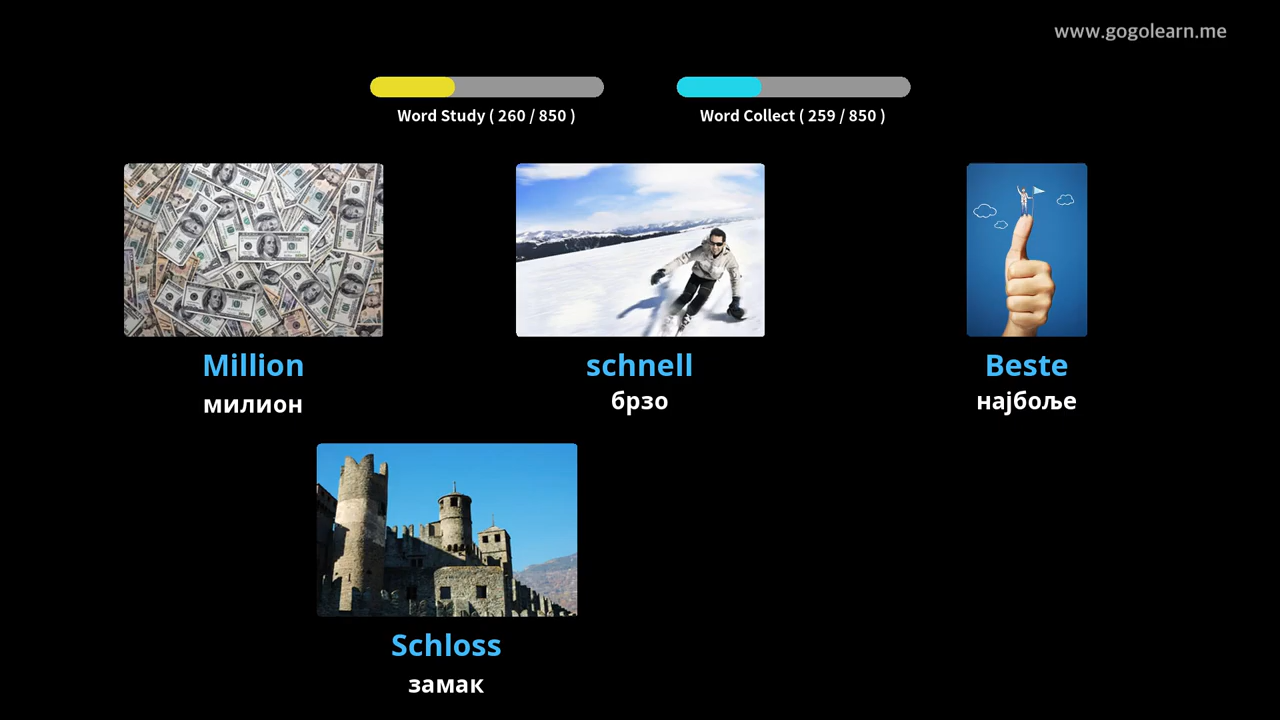 www.gogolearn.me
Word Study ( 260 / 850 )
Word Collect ( 259 / 850 )
Million
милион
schnell
брзо
Beste
најбоље
Schloss
замак